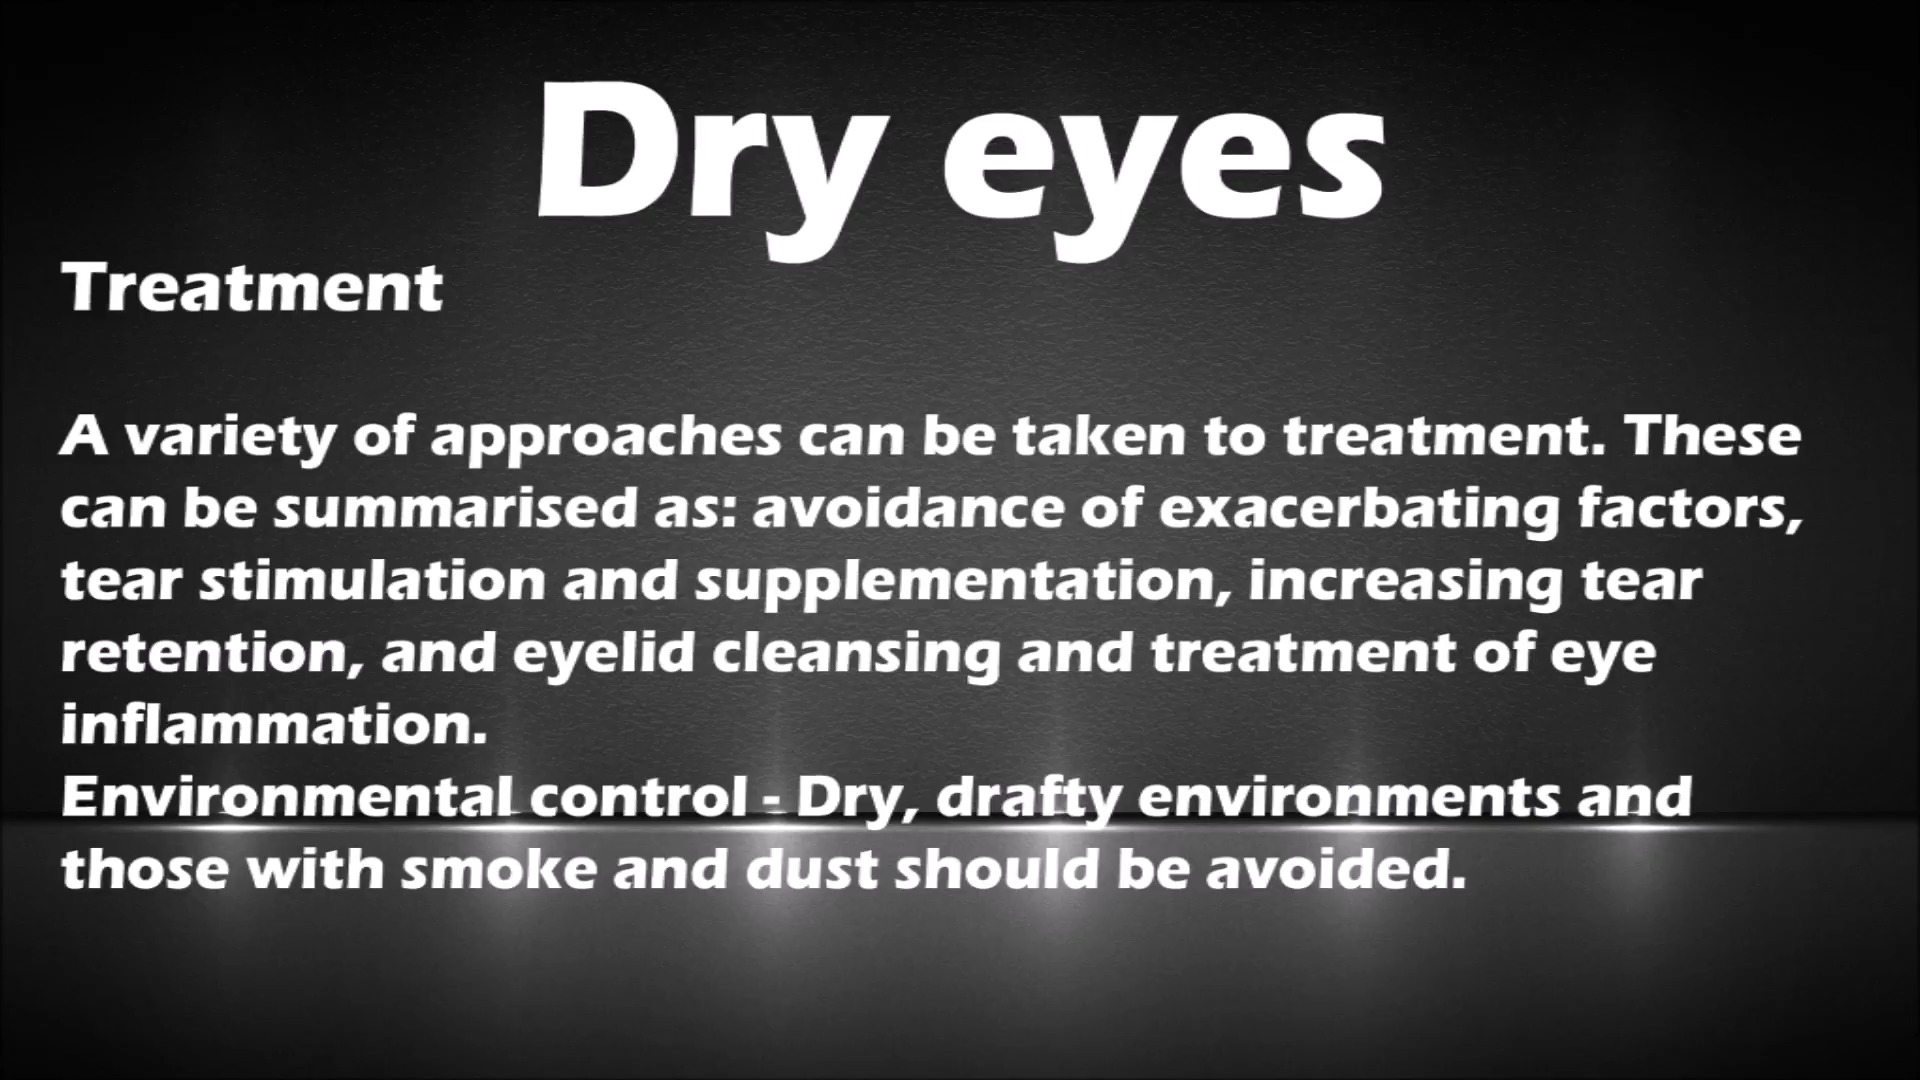 Dry eyes
Treatment
A variety of approaches can be taken to treatment. These
can be summarised as: avoidance of exacerbating factors,
tear stimulation and supplementation, increasing tear
retention, and eyelid cleansing and treatment of eye
inflammation.
Environmental control - Dry, drafty environments and
those with smoke and dust should be avoided.